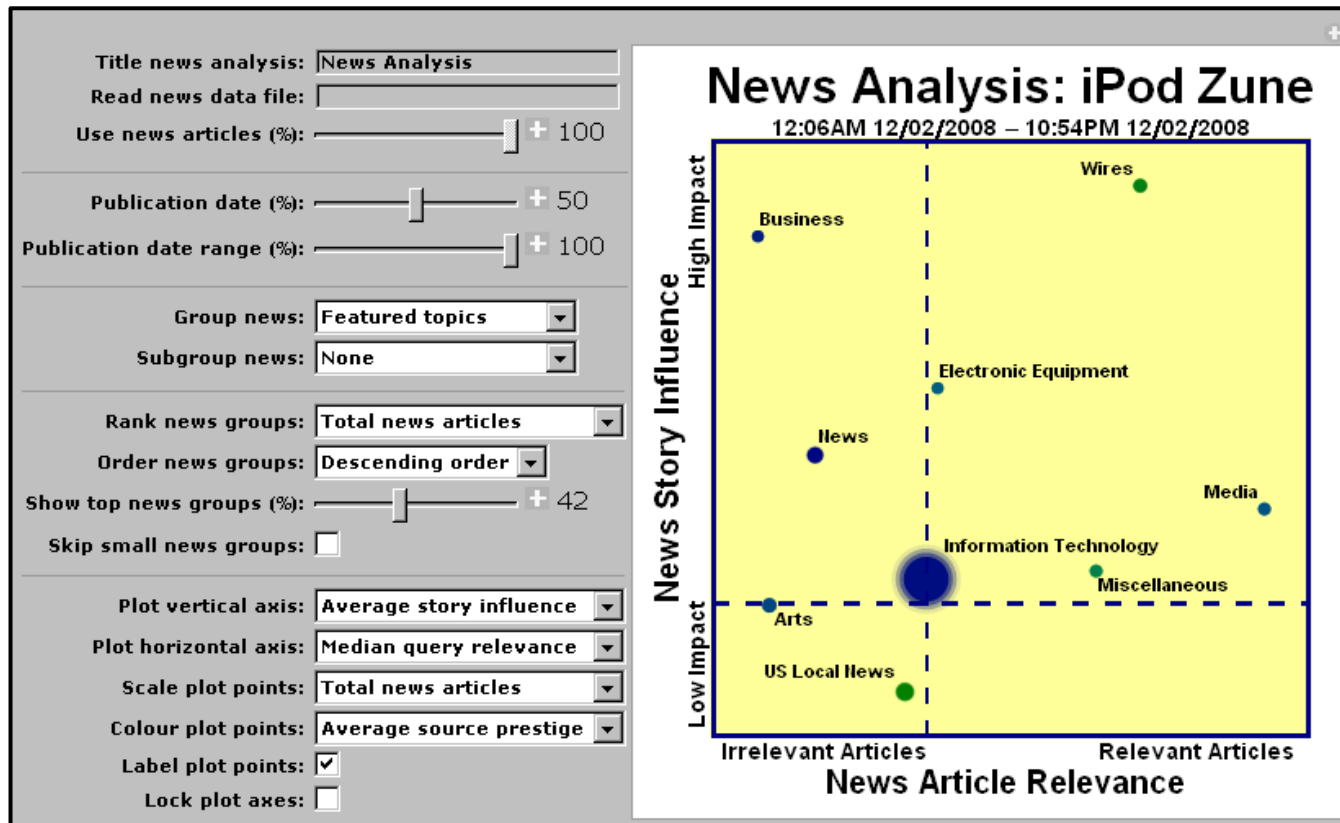 Title news analysis: News Analysis
Read news data file:
Use news articles (%): 100
Publication date (%): 50
Publication date range (%): 100
Group news: Featured topics
Subgroup news: None
Rank news groups: Total news articles
Order news groups: Descending order
Show top news groups (%): 42
Skip small news groups:
Plot vertical axis: Average story influence
Plot horizontal axis: Median query relevance
Scale plot points: Total news articles
Colour plot points: Average source prestige
Label plot points:
Lock plot axes:
News Analysis: iPod Zune
12:06AM 12/02/2008 – 10:54PM 12/02/2008
High Impact
News Story Influence
Low Impact
Wires
Business
Electronic Equipment
News
Media
Information Technology
Miscellaneous
Arts
US Local News
Irrelevant Articles
Relevant Articles
News Article Relevance